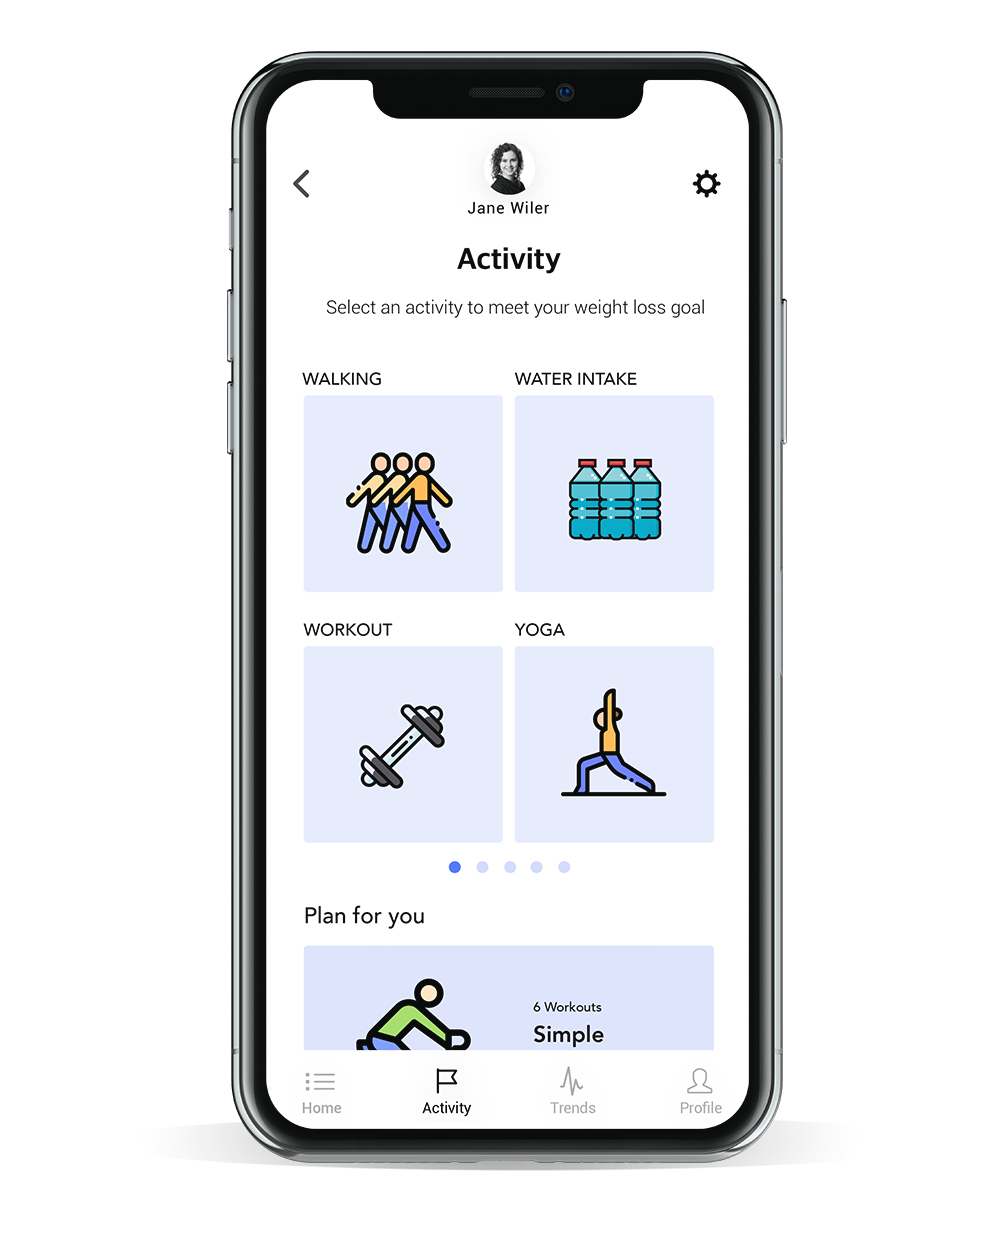 Jane Wiler
Activity
Select an activity to meet your weight loss goal
WALKING
WATER INTAKE
WORKOUT
YOGA
Plan for you
6 Workouts
Simple
Home
Activity
Trends
Profile